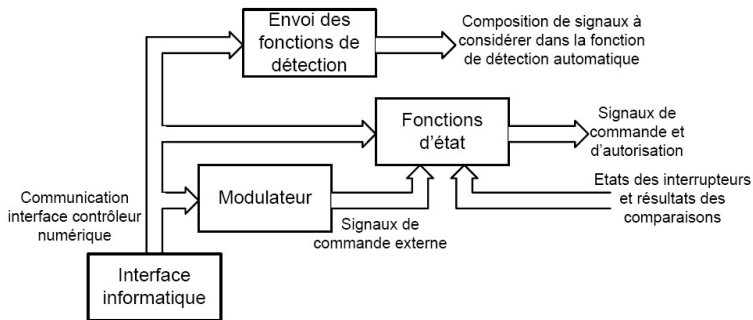 Envoi des
fonctions de
détection
Composition de signaux à
considérer dans la fonction
de détection automatique
Fonctions
d'état
Signaux de
commande et
d'autorisation
Modulateur
Etats des interrupteurs
et résultats des
comparaisons
Communication
interface contrôleur
numérique
Signaux de
commande externe
Interface
informatique